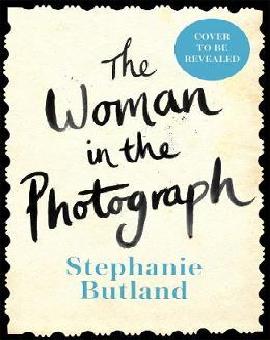 COVER
TO BE
REVEALED
The
Woman
in the
Photograph
Stephanie
Butland